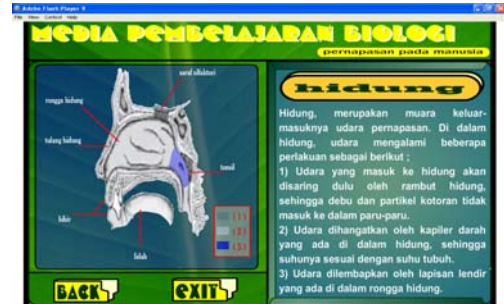 Adobe Flash Player 9
File View Control Help
MEDIA PEMBELAJARAN BIOLOGI
pernapasan pada manusia
saraf olfaktori
rongga hidung
tulang hidung
tonsil
bibir
lidah
(1)
(2)
(3)
BACK
EXIT
hidung
Hidung, merupakan muara keluar-
masuknya udara pernapasan. Di dalam
hidung, udara mengalami beberapa
perlakuan sebagai berikut ;
1) Udara yang masuk ke hidung akan
disaring dulu oleh rambut hidung,
sehingga debu dan partikel kotoran tidak
masuk ke dalam paru-paru.
2) Udara dihangatkan oleh kapiler darah
yang ada di dalam hidung, sehingga
suhunya sesuai dengan suhu tubuh.
3) Udara dilembapkan oleh lapisan lendir
yang ada di dalam rongga hidung.